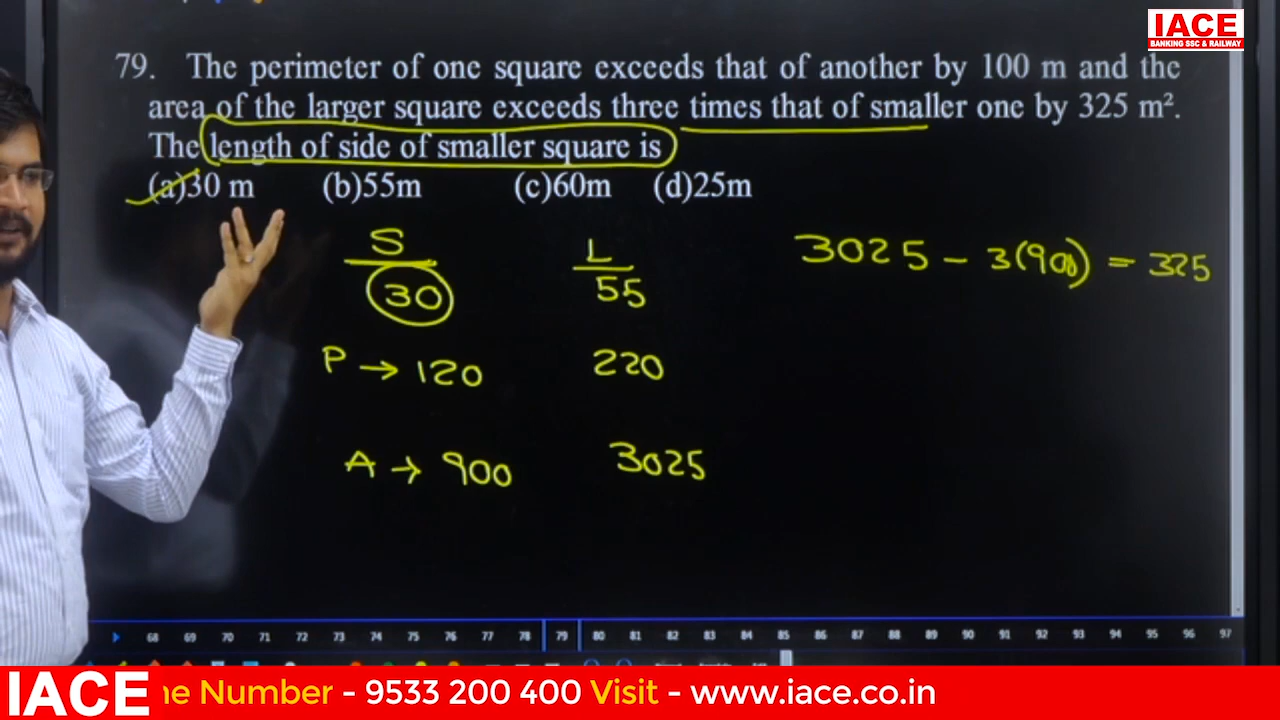 IACE
BANKING SSC & RAILWAY
79. The perimeter of one square exceeds that of another by 100 m and the
area of the larger square exceeds three times that of smaller one by 325 m².
The length of side of smaller square is
(a)30 m (b)55m (c)60m (d)25m
S L
30 55
3025 - 3(900) = 325
P → 120 220
A → 900 3025
68 69 70 71 72 73 74 75 76 77 78 79 80 81 82 83 84 85 86 87 88 89 90 91 92 93 94 95 96 97
IACE ne Number - 9533 200 400 Visit - www.iace.co.in